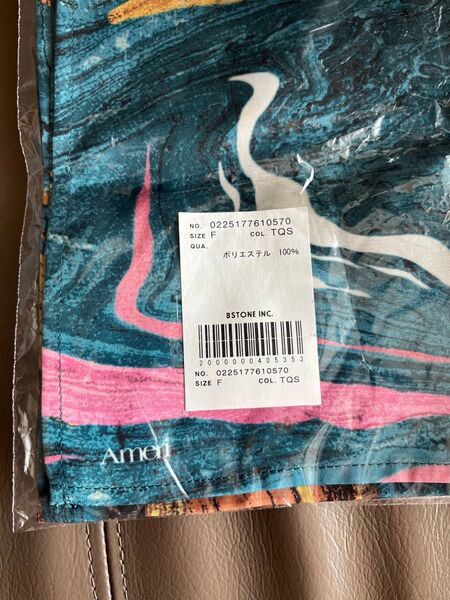 NO. 0225177610570
SIZE F COL. TQS
QUA.
ポリエステル 100%
BSTONE INC.
2000000405353
NO. 0225177610570
SIZE F COL. TQS
Ameri